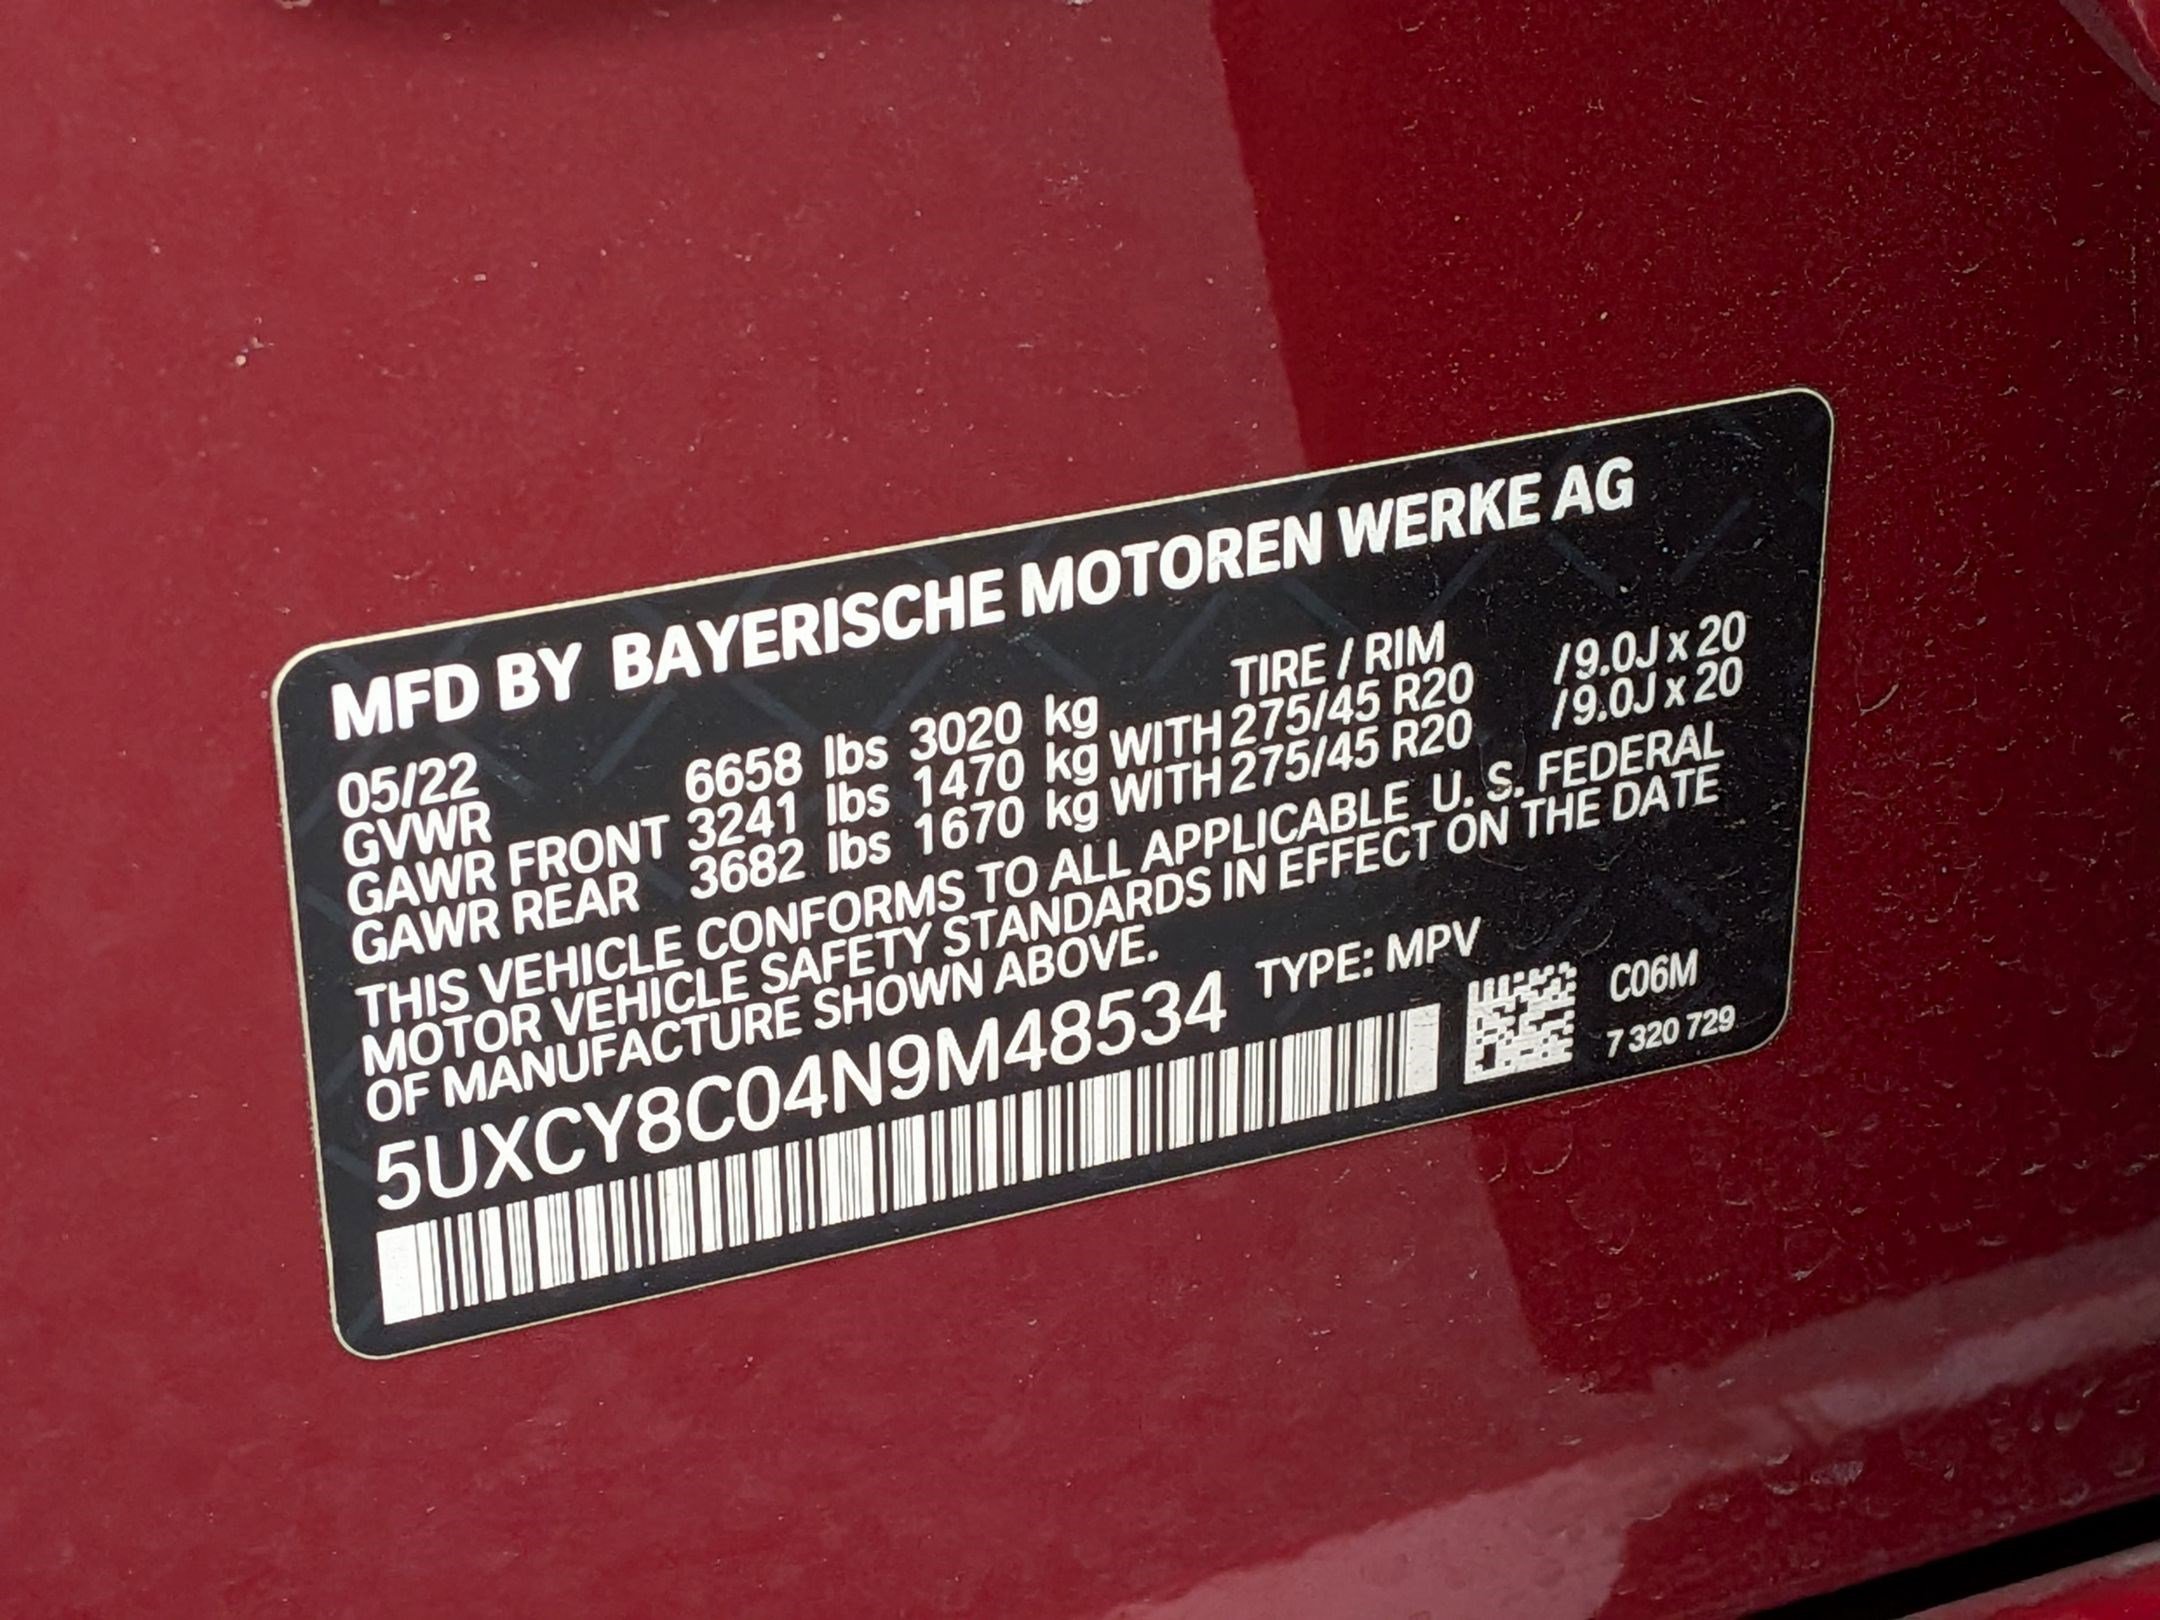 MFD BY BAYERISCHE MOTOREN WERKE AG
05/22 TIRE / RIM
GVWR 6658 lbs 3020 kg
GAWR FRONT 3241 lbs 1470 kg WITH 275/45 R20 / 9.0J x 20
GAWR REAR 3682 lbs 1670 kg WITH 275/45 R20 / 9.0J x 20
THIS VEHICLE CONFORMS TO ALL APPLICABLE U. S. FEDERAL
MOTOR VEHICLE SAFETY STANDARDS IN EFFECT ON THE DATE
OF MANUFACTURE SHOWN ABOVE.
5UXCY8C04N9M48534 TYPE: MPV
C06M
7 320 729